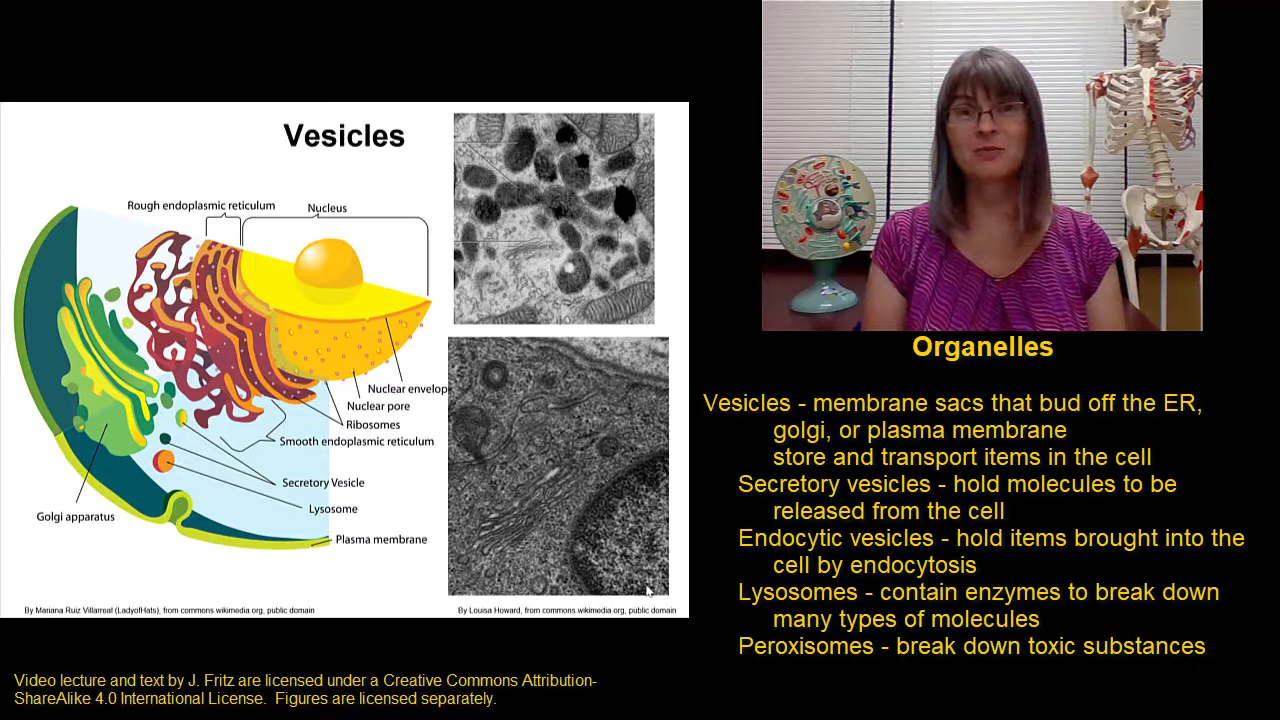 Vesicles
Rough endoplasmic reticulum
Nucleus
Nuclear envelop
Nuclear pore
Ribosomes
Smooth endoplasmic reticulum
Secretory Vesicle
Lysosome
Golgi apparatus
Plasma membrane
By Mariana Ruiz Villarreal (LadyofHats), from commons.wikimedia.org, public domain
By Louisa Howard, from commons.wikimedia.org, public domain
Organelles
Vesicles - membrane sacs that bud off the ER,
golgi, or plasma membrane
store and transport items in the cell
Secretory vesicles - hold molecules to be
released from the cell
Endocytic vesicles - hold items brought into the
cell by endocytosis
Lysosomes - contain enzymes to break down
many types of molecules
Peroxisomes - break down toxic substances
Video lecture and text by J. Fritz are licensed under a Creative Commons Attribution-
ShareAlike 4.0 International License.  Figures are licensed separately.